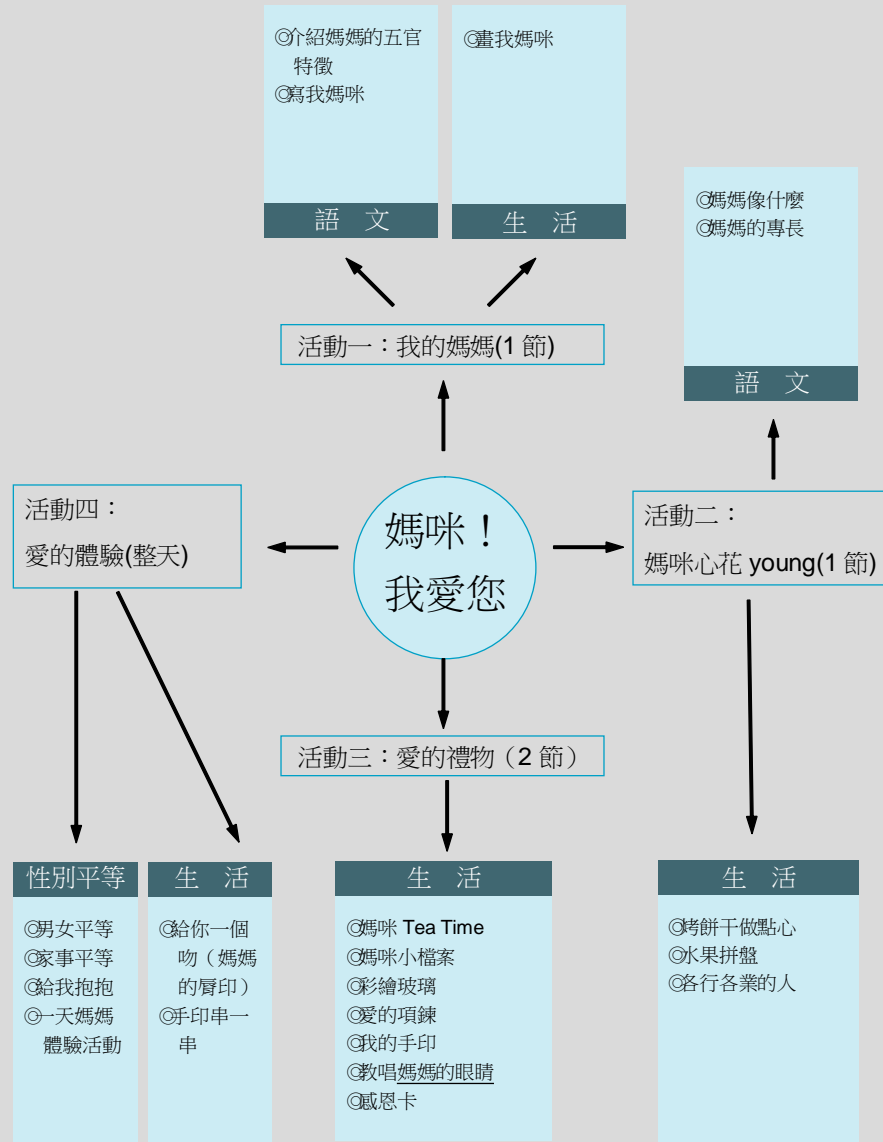 ◎介紹媽媽的五官
特徵
◎寫我媽咪
語 文
◎畫我媽咪
生 活
◎媽媽像什麼
◎媽媽的專長
語 文
活動一：我的媽媽(1 節)
活動四：
愛的體驗(整天)
媽咪！
我愛您
活動二：
媽咪心花 young(1 節)
活動三：愛的禮物（2 節）
性別平等
◎男女平等
◎家事平等
◎給我抱抱
◎一天媽媽
體驗活動
生 活
◎給你一個
吻（媽媽
的脣印）
◎手印串一
串
生 活
◎媽咪 Tea Time
◎媽咪小檔案
◎彩繪玻璃
◎愛的項鍊
◎我的手印
◎教唱媽媽的眼睛
◎感恩卡
生 活
◎烤餅干做點心
◎水果拼盤
◎各行各業的人